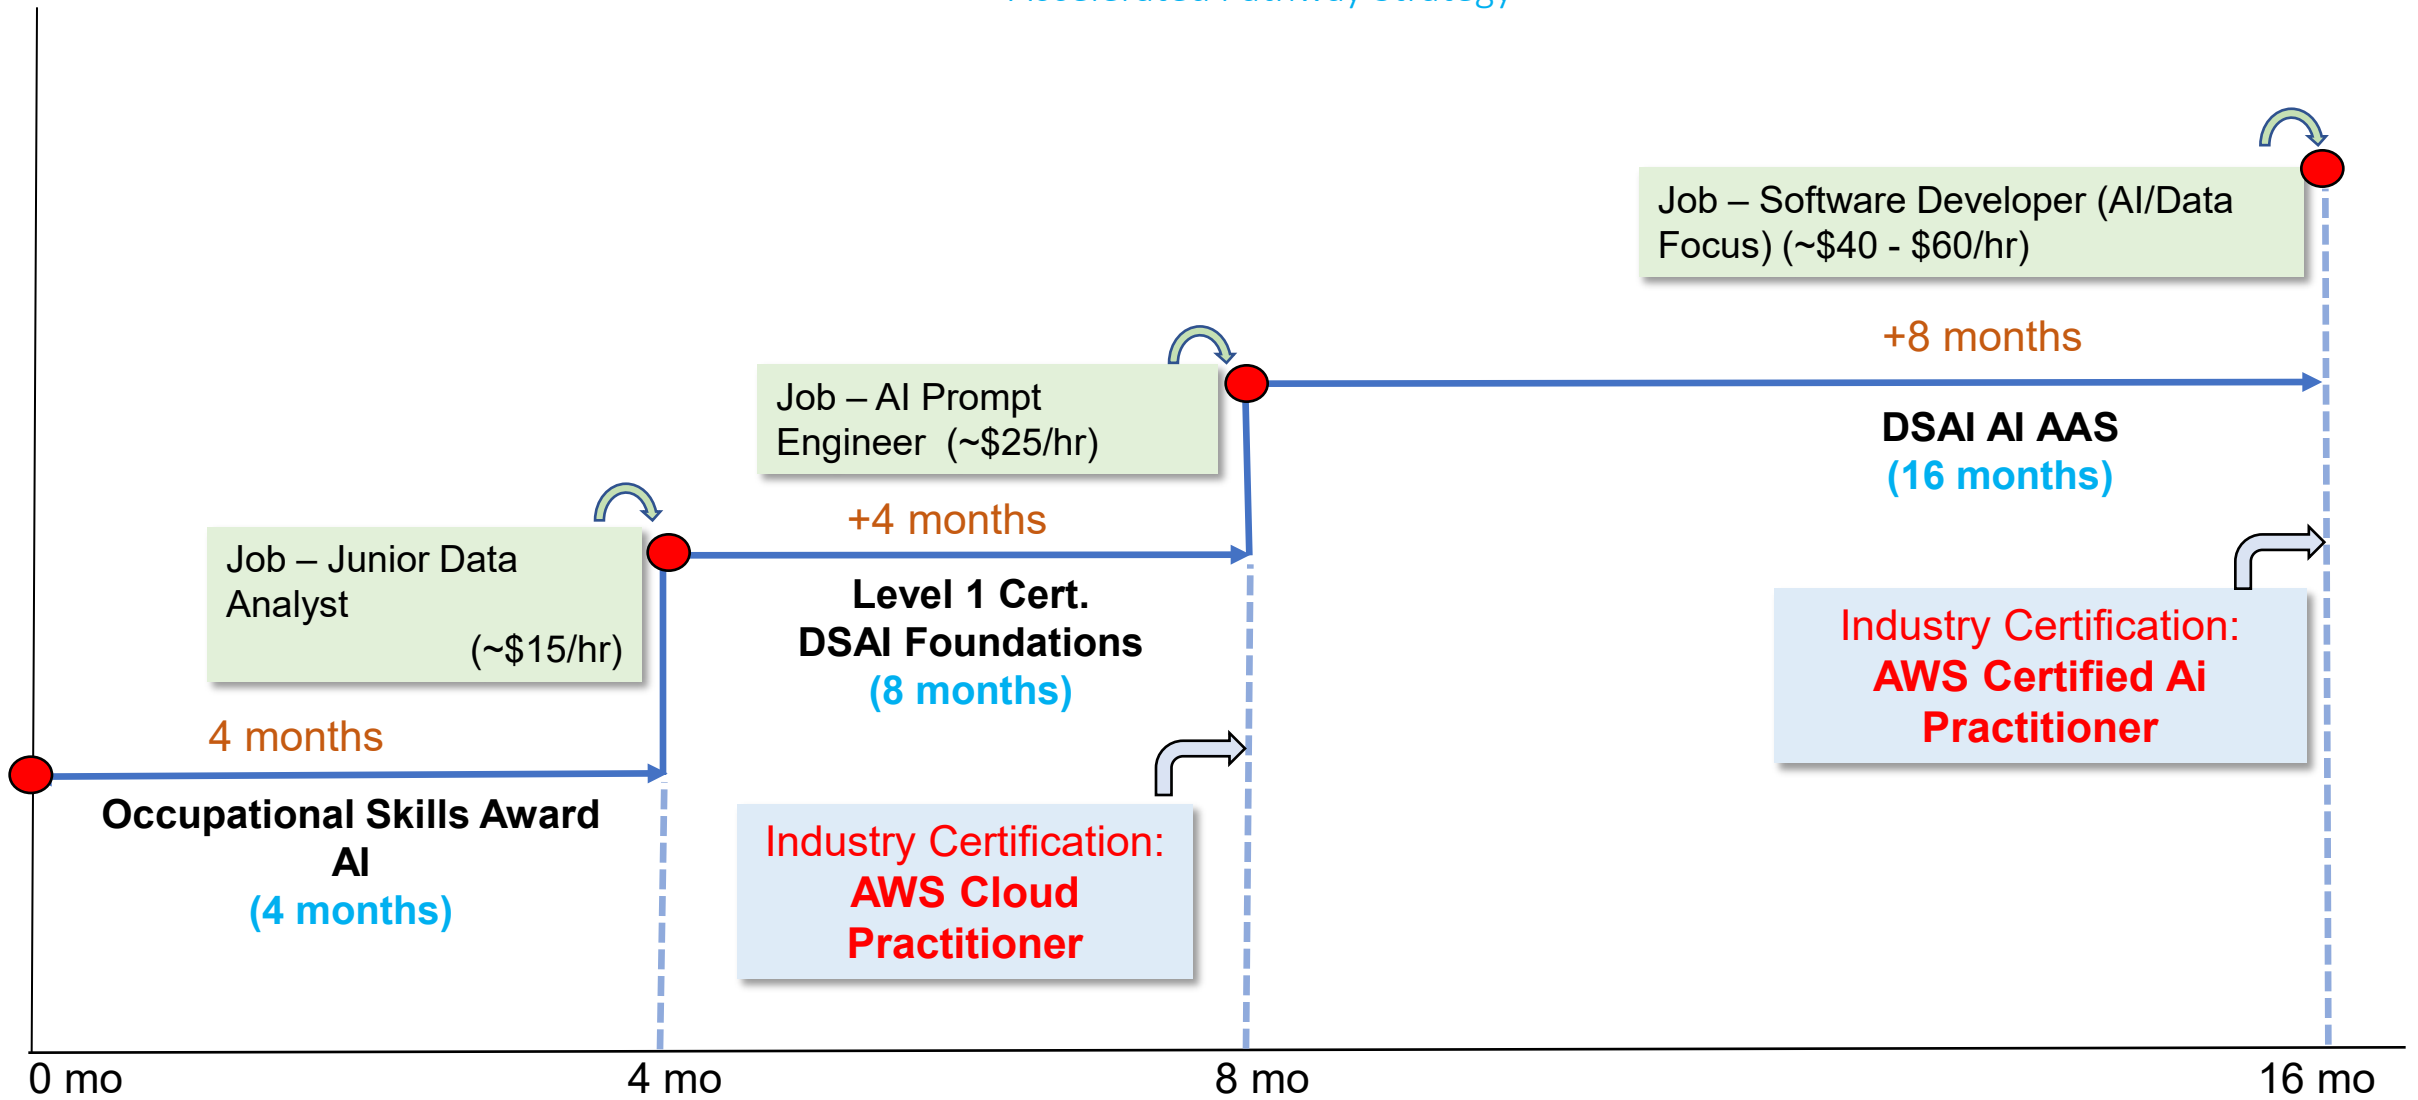 Accelerated Pathway Strategy
Job – Software Developer (AI/Data
Focus) (~$40 - $60/hr)
+8 months
DSAI AI AAS
(16 months)
Job – AI Prompt
Engineer  (~$25/hr)
+4 months
Level 1 Cert.
DSAI Foundations
(8 months)
Job – Junior Data
Analyst
(~$15/hr)
4 months
Occupational Skills Award
AI
(4 months)
Industry Certification:
AWS Cloud
Practitioner
Industry Certification:
AWS Certified Ai
Practitioner
0 mo
4 mo
8 mo
16 mo